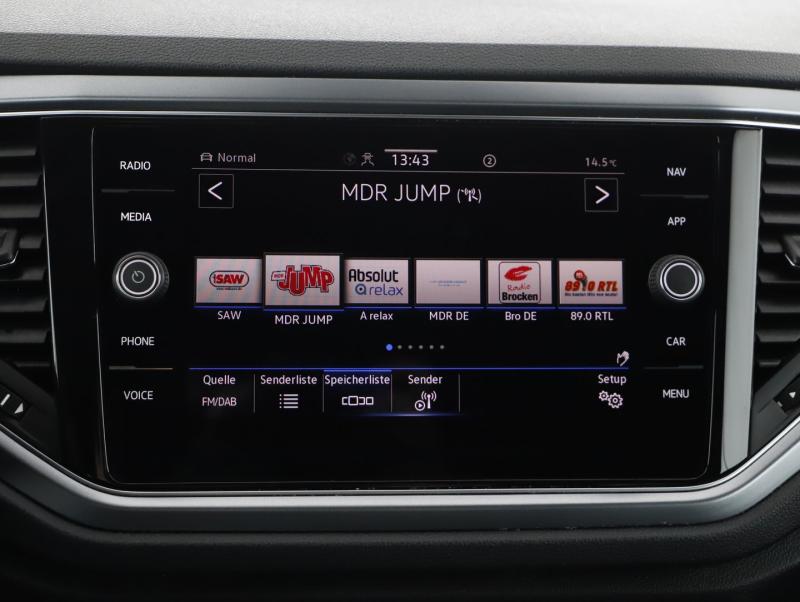 RADIO
MEDIA
PHONE
VOICE
Normal
13:43
2
14.5°C
MDR JUMP
SAW
MDR JUMP
Absolut
relax
Radio
Brocken
89.0 RTL
SAW
MDR JUMP
A relax
MDR DE
Bro DE
89.0 RTL
Quelle
FM/DAB
Senderliste
Speicherliste
Sender
Setup
NAV
APP
CAR
MENU